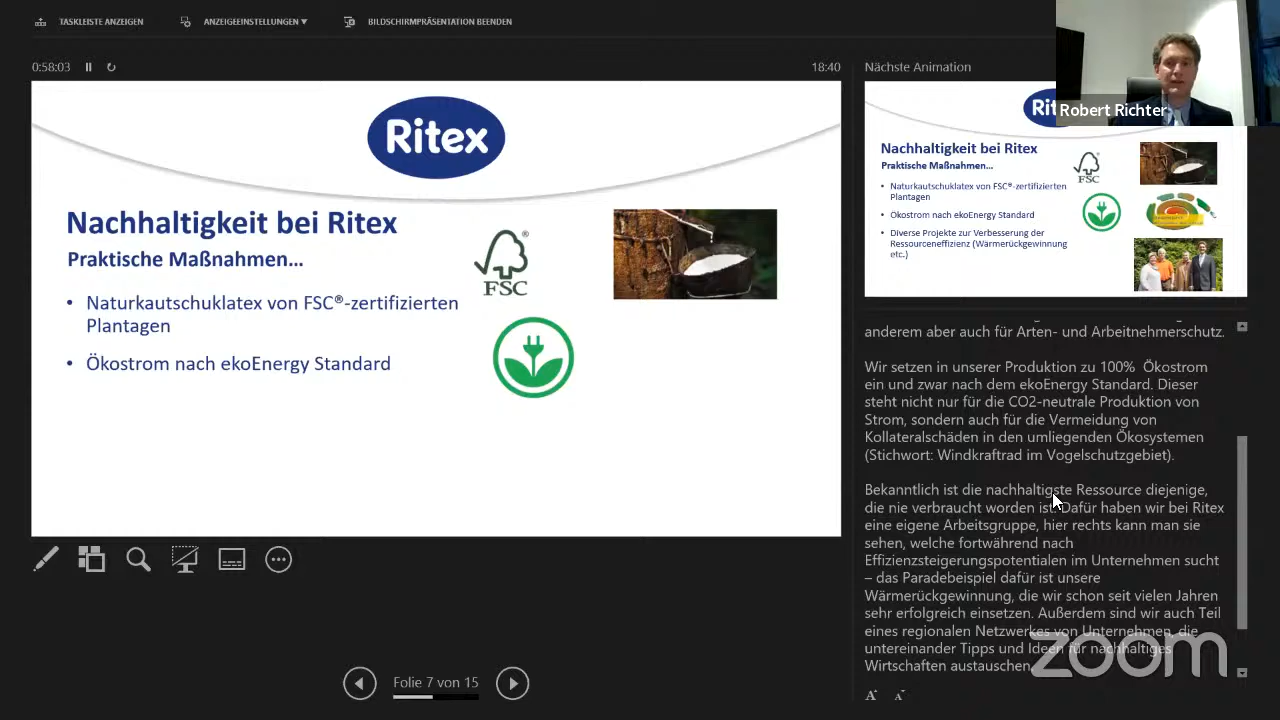 TASKLEISTE ANZEIGEN
ANZEIGEEINSTELLUNGEN ▼
BILDSCHIRMPRÄSENTATION BEENDEN
0:58:03
18:40
Ritex
Nachhaltigkeit bei Ritex
Praktische Maßnahmen…
• Naturkautschuklatex von FSC®-zertifizierten
Plantagen
• Ökostrom nach ekoEnergy Standard
®
FSC
Folie 7 von 15
Nächste Animation
Robert Richter
Rit
Nachhaltigkeit bei Ritex
Praktische Maßnahmen…
• Naturkautschuklatex von FSC®-zertifizierten
Plantagen
• Ökostrom nach ekoEnergy Standard
• Diverse Projekte zur Verbesserung der
Ressourceneffizienz (Wärmerückgewinnung
etc.)
FSC
anderem aber auch für Arten- und Arbeitnehmerschutz.
Wir setzen in unserer Produktion zu 100% Ökostrom
ein und zwar nach dem ekoEnergy Standard. Dieser
steht nicht nur für die CO2-neutrale Produktion von
Strom, sondern auch für die Vermeidung von
Kollateralschäden in den umliegenden Ökosystemen
(Stichwort: Windkraftrad im Vogelschutzgebiet).
Bekanntlich ist die nachhaltigste Ressource diejenige,
die nie verbraucht worden ist. Dafür haben wir bei Ritex
eine eigene Arbeitsgruppe, hier rechts kann man sie
sehen, welche fortwährend nach
Effizienzsteigerungspotentialen im Unternehmen sucht
– das Paradebeispiel dafür ist unsere
Wärmerückgewinnung, die wir schon seit vielen Jahren
sehr erfolgreich einsetzen. Außerdem sind wir auch Teil
eines regionalen Netzwerkes von Unternehmen, die
untereinander Tipps und Ideen für nachhaltiges
Wirtschaften austauschen.
zoom
A A